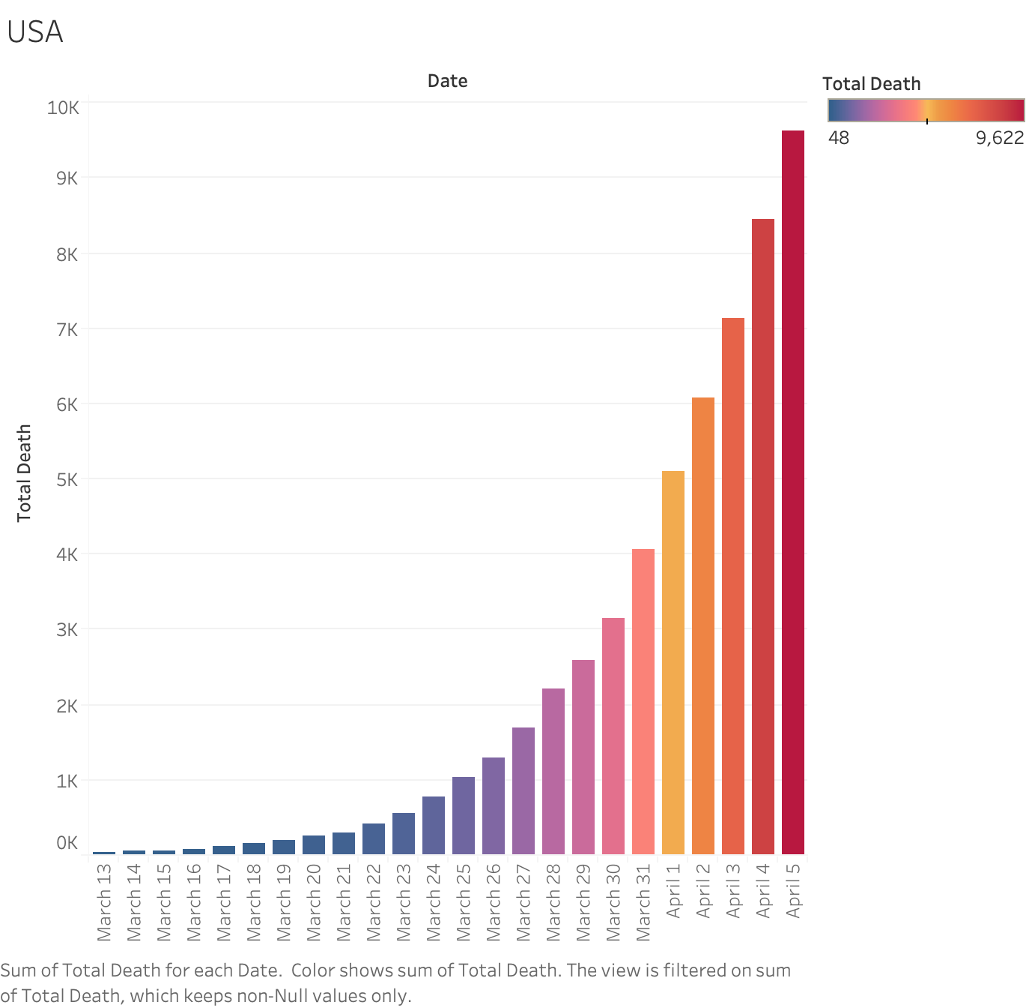 USA
Date
Total Death
48 9,622
10K
9K
8K
7K
6K
5K
4K
3K
2K
1K
0K
Total Death
March 13
March 14
March 15
March 16
March 17
March 18
March 19
March 20
March 21
March 22
March 23
March 24
March 25
March 26
March 27
March 28
March 29
March 30
March 31
April 1
April 2
April 3
April 4
April 5
Sum of Total Death for each Date.  Color shows sum of Total Death. The view is filtered on sum
of Total Death, which keeps non-Null values only.